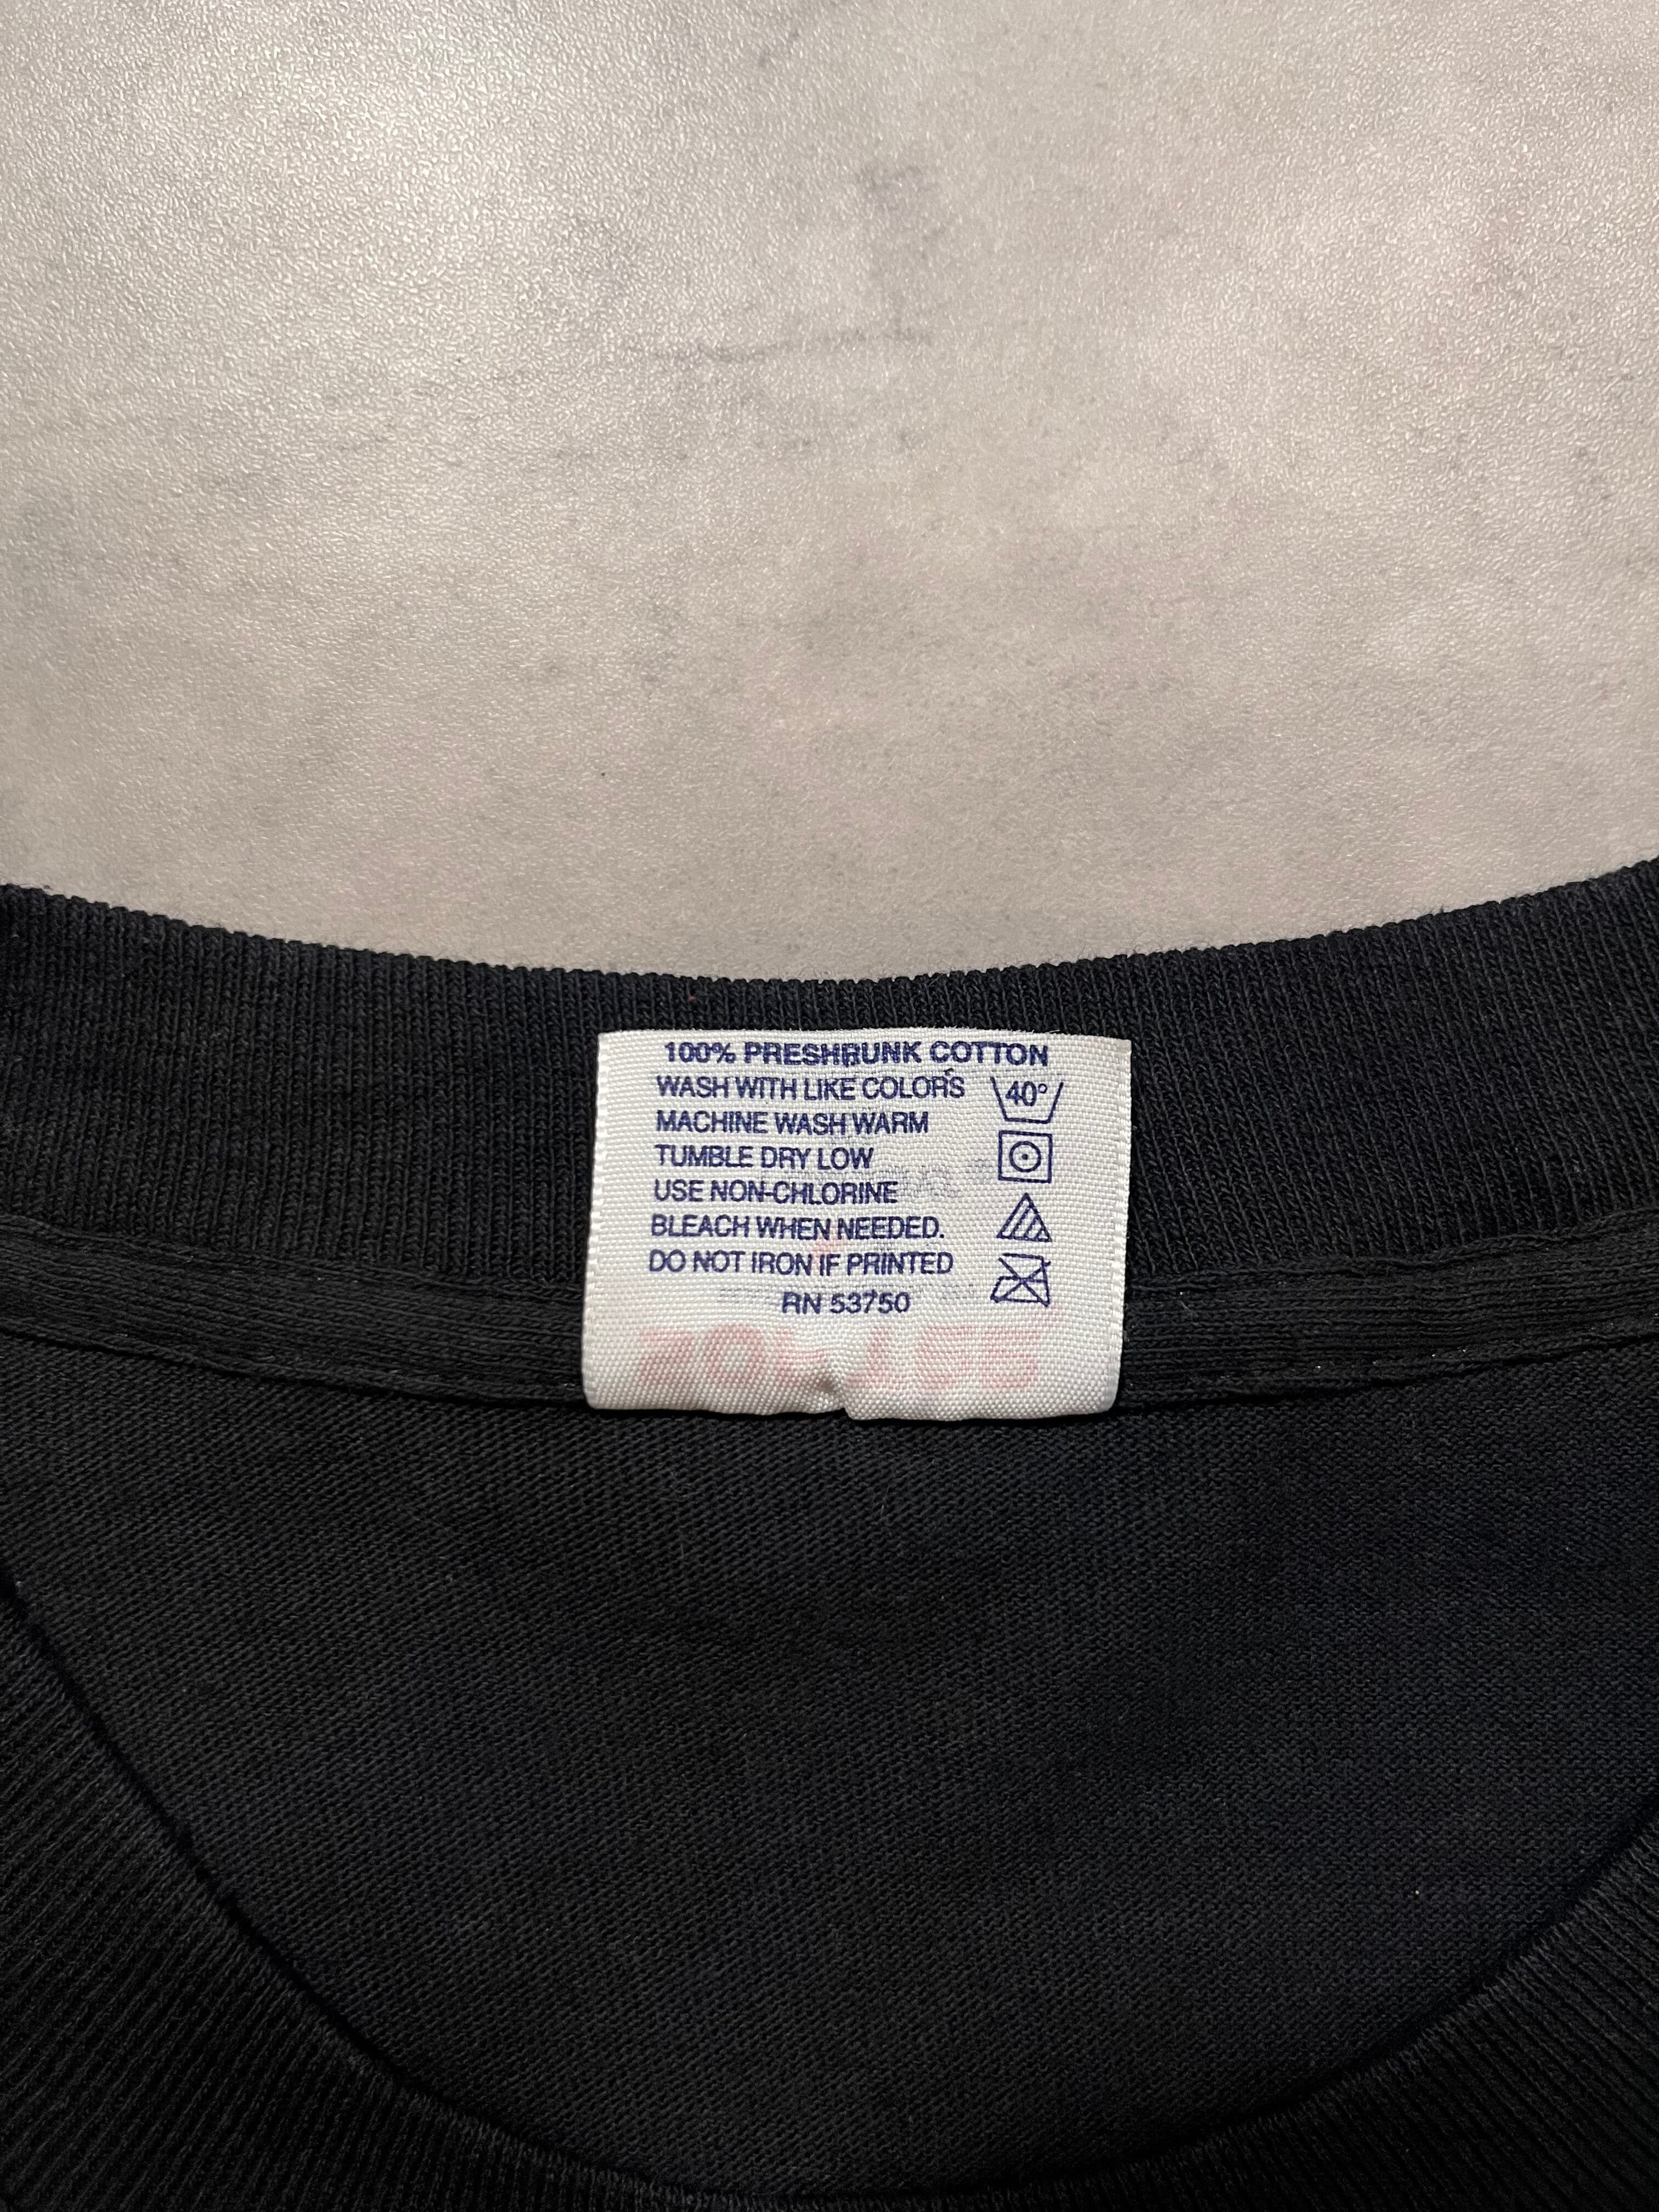 100% PRESHRUNK COTTON
WASH WITH LIKE COLORS
MACHINE WASH WARM
TUMBLE DRY LOW
USE NON-CHLORINE
BLEACH WHEN NEEDED.
DO NOT IRON IF PRINTED
RN 53750
40°